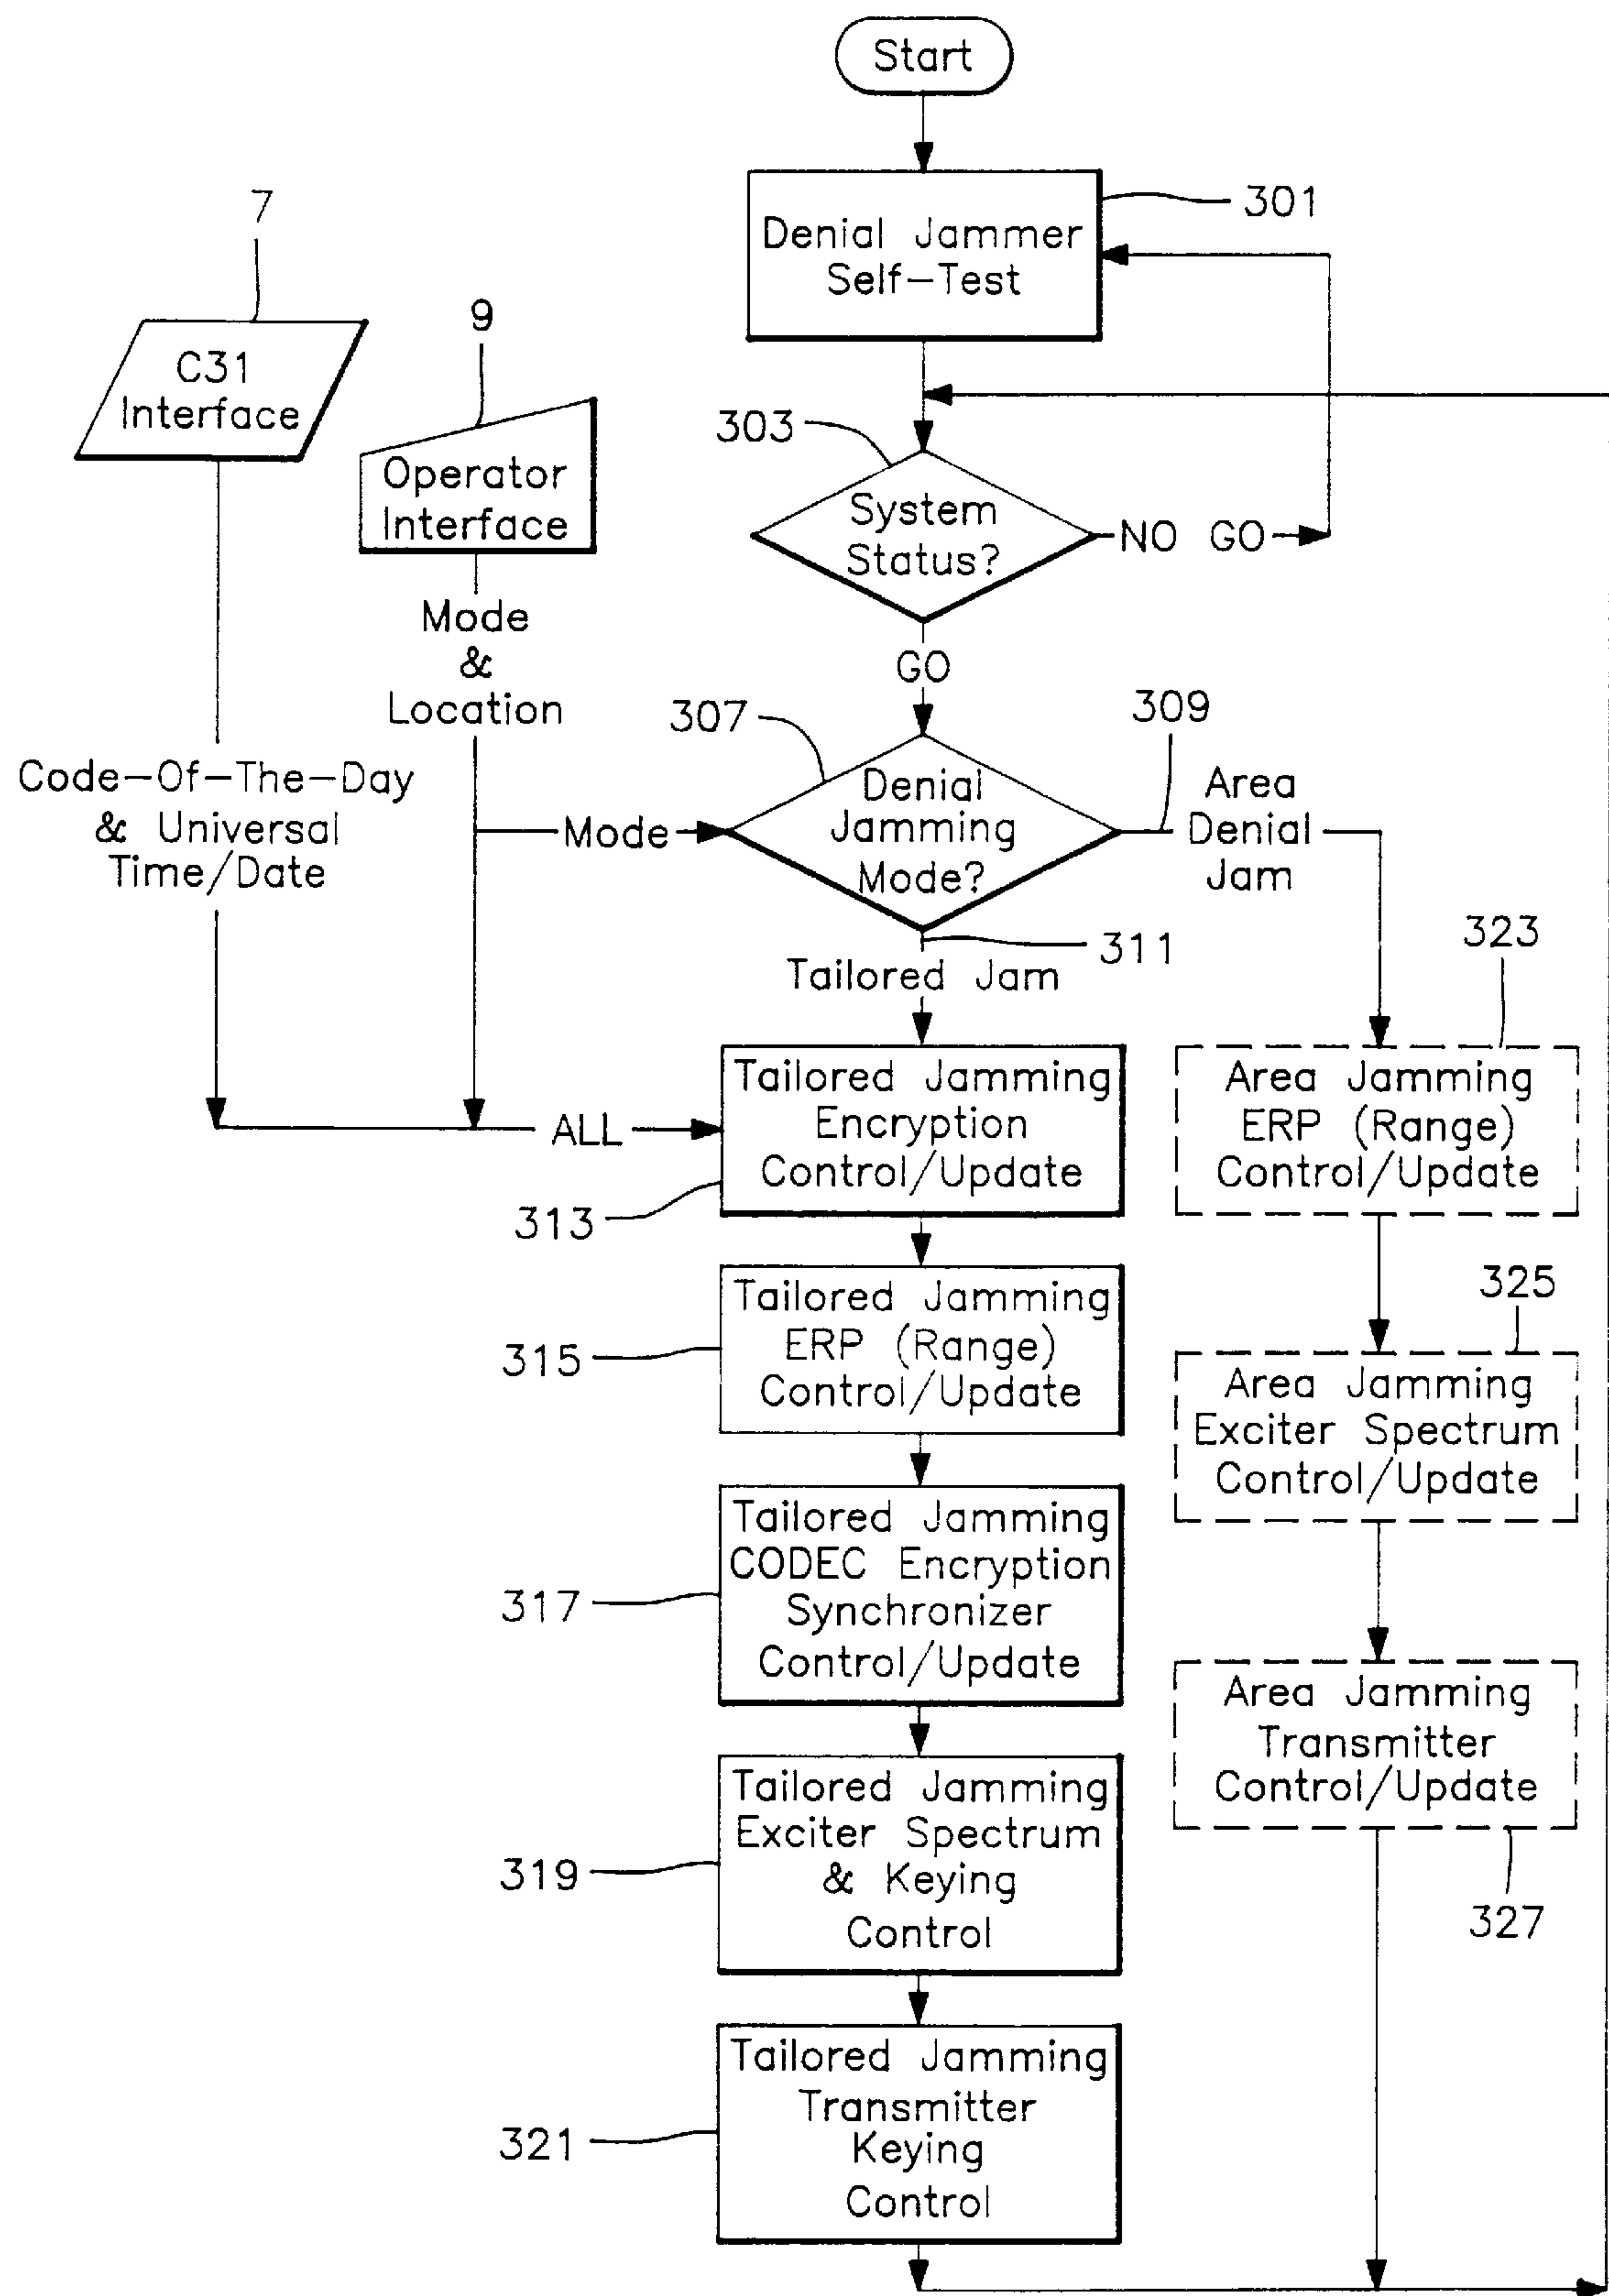 Start
301
Denial Jammer
Self-Test
7
C31
Interface
9
Operator
Interface
303
System
Status?
NO GO
Mode
&
Location
GO
307
309
Code-Of-The-Day
& Universal
Time/Date
Mode
Denial
Jamming
Mode?
Area
Denial
Jam
311
Tailored Jam
323
ALL
Tailored Jamming
Encryption
Control/Update
313
Area Jamming
ERP (Range)
Control/Update
315
Tailored Jamming
ERP (Range)
Control/Update
325
Area Jamming
Exciter Spectrum
Control/Update
317
Tailored Jamming
CODEC Encryption
Synchronizer
Control/Update
Area Jamming
Transmitter
Control/Update
327
319
Tailored Jamming
Exciter Spectrum
& Keying
Control
321
Tailored Jamming
Transmitter
Keying
Control